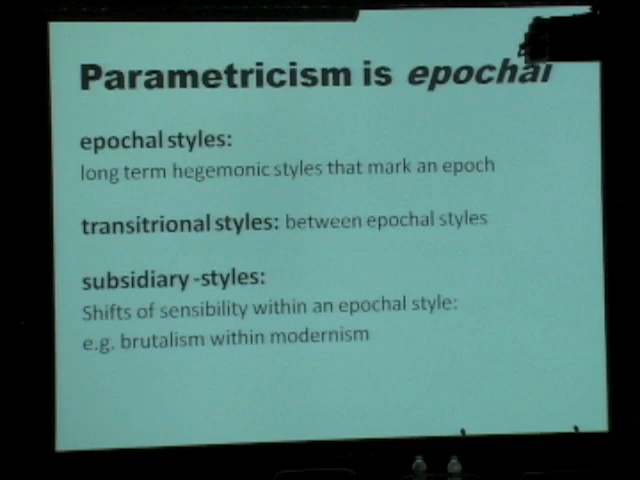 Parametricism is epochal
epochal styles:
long term hegemonic styles that mark an epoch
transitrional styles: between epochal styles
subsidiary -styles:
Shifts of sensibility within an epochal style:
e.g. brutalism within modernism